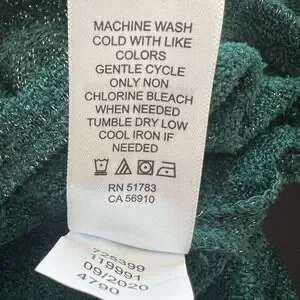 MACHINE WASH
COLD WITH LIKE
COLORS
GENTLE CYCLE
ONLY NON
CHLORINE BLEACH
WHEN NEEDED
TUMBLE DRY LOW
COOL IRON IF
NEEDED
RN 51783
CA 56910
725399
119991
09/2020
4790